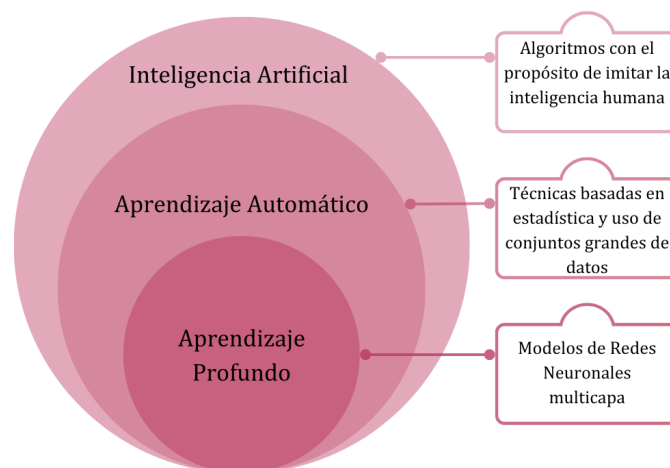 Inteligencia Artificial
Algoritmos con el
propósito de imitar la
inteligencia humana
Aprendizaje Automático
Técnicas basadas en
estadística y uso de
conjuntos grandes de
datos
Aprendizaje
Profundo
Modelos de Redes
Neuronales
multicapa